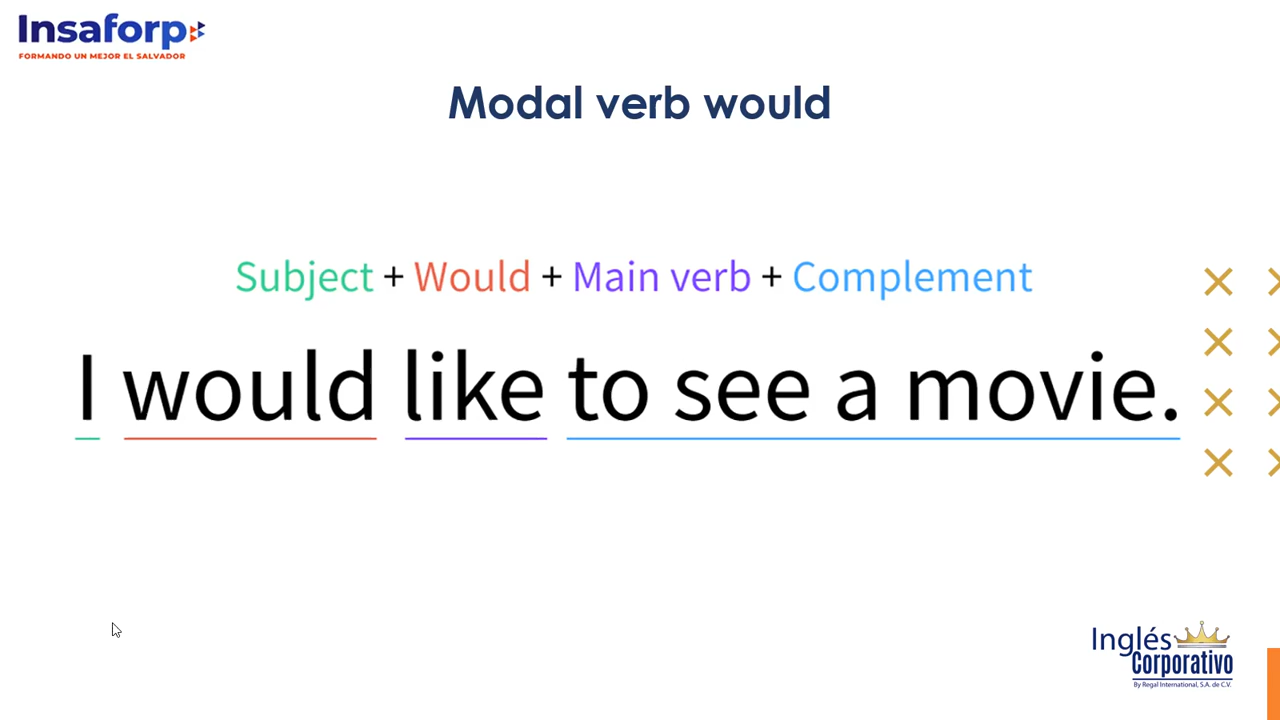 Insaforp
FORMANDO UN MEJOR EL SALVADOR
Modal verb would
Subject + Would + Main verb + Complement
I would like to see a movie.
Inglés
Corporativo
By Regal International, S.A. de C.V.